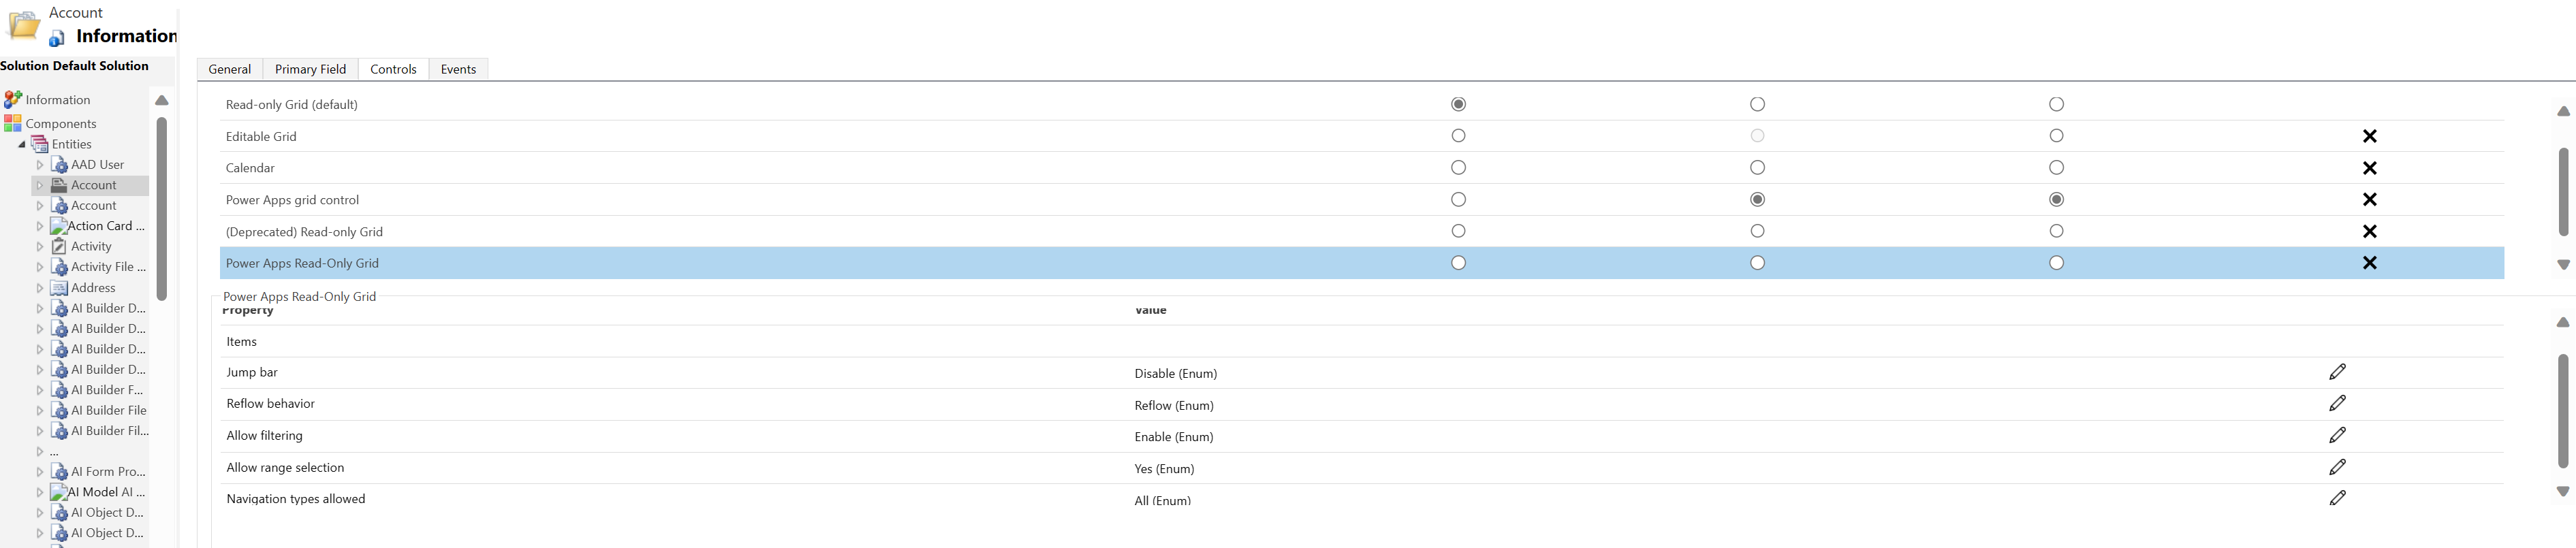 Account
Information
Solution Default Solution
General
Primary Field
Controls
Events
Information
Components
Entities
AAD User
Account
Account
Action Card ...
Activity
Activity File ...
Address
AI Builder D...
AI Builder D...
AI Builder D...
AI Builder D...
AI Builder F...
AI Builder File
AI Builder Fil...
...
AI Form Pro...
AI Model AI ...
AI Object D...
AI Object D...
Read-only Grid (default)
Editable Grid
Calendar
Power Apps grid control
(Deprecated) Read-only Grid
Power Apps Read-Only Grid
Power Apps Read-Only Grid
Property Value
Items
Jump bar Disable (Enum)
Reflow behavior Reflow (Enum)
Allow filtering Enable (Enum)
Allow range selection Yes (Enum)
Navigation types allowed All (Enum)